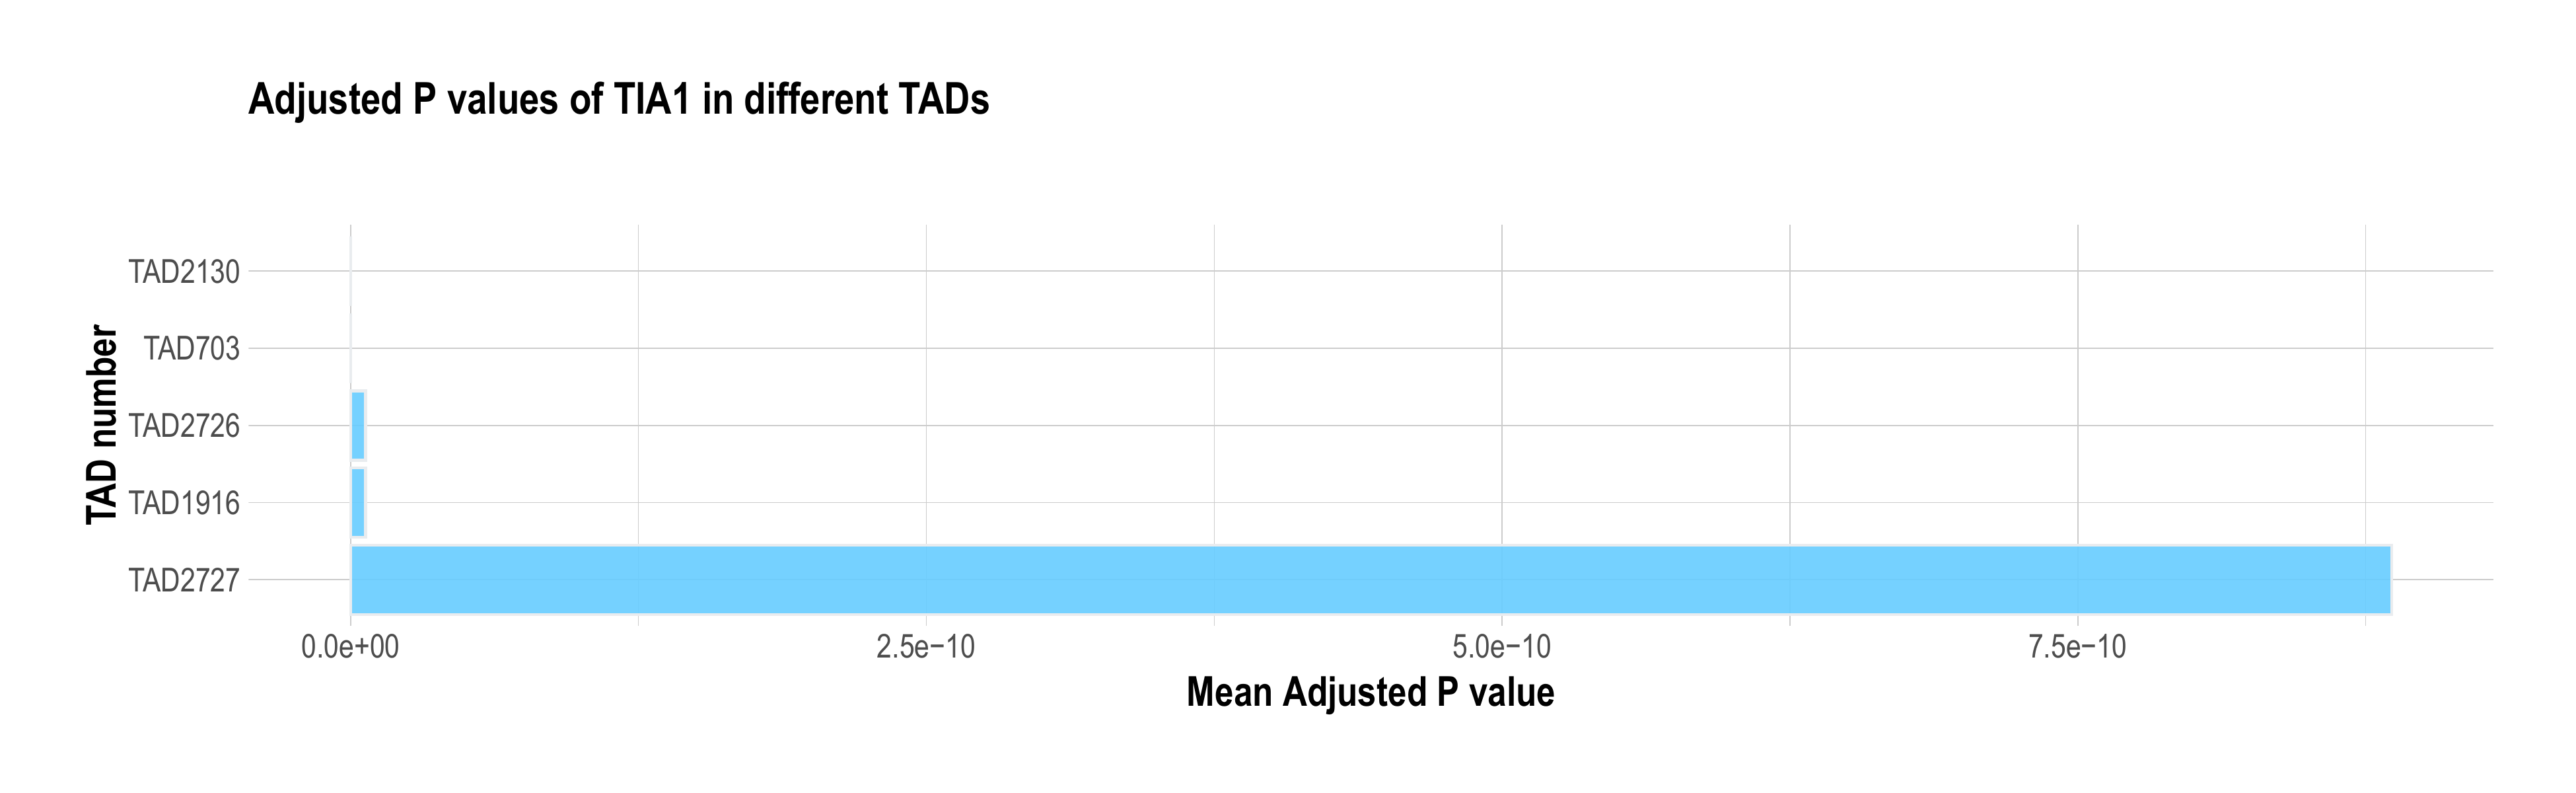 Adjusted P values of TIA1 in different TADs
TAD number
TAD2130
TAD703
TAD2726
TAD1916
TAD2727
0.0e+00 2.5e−10 5.0e−10 7.5e−10
Mean Adjusted P value